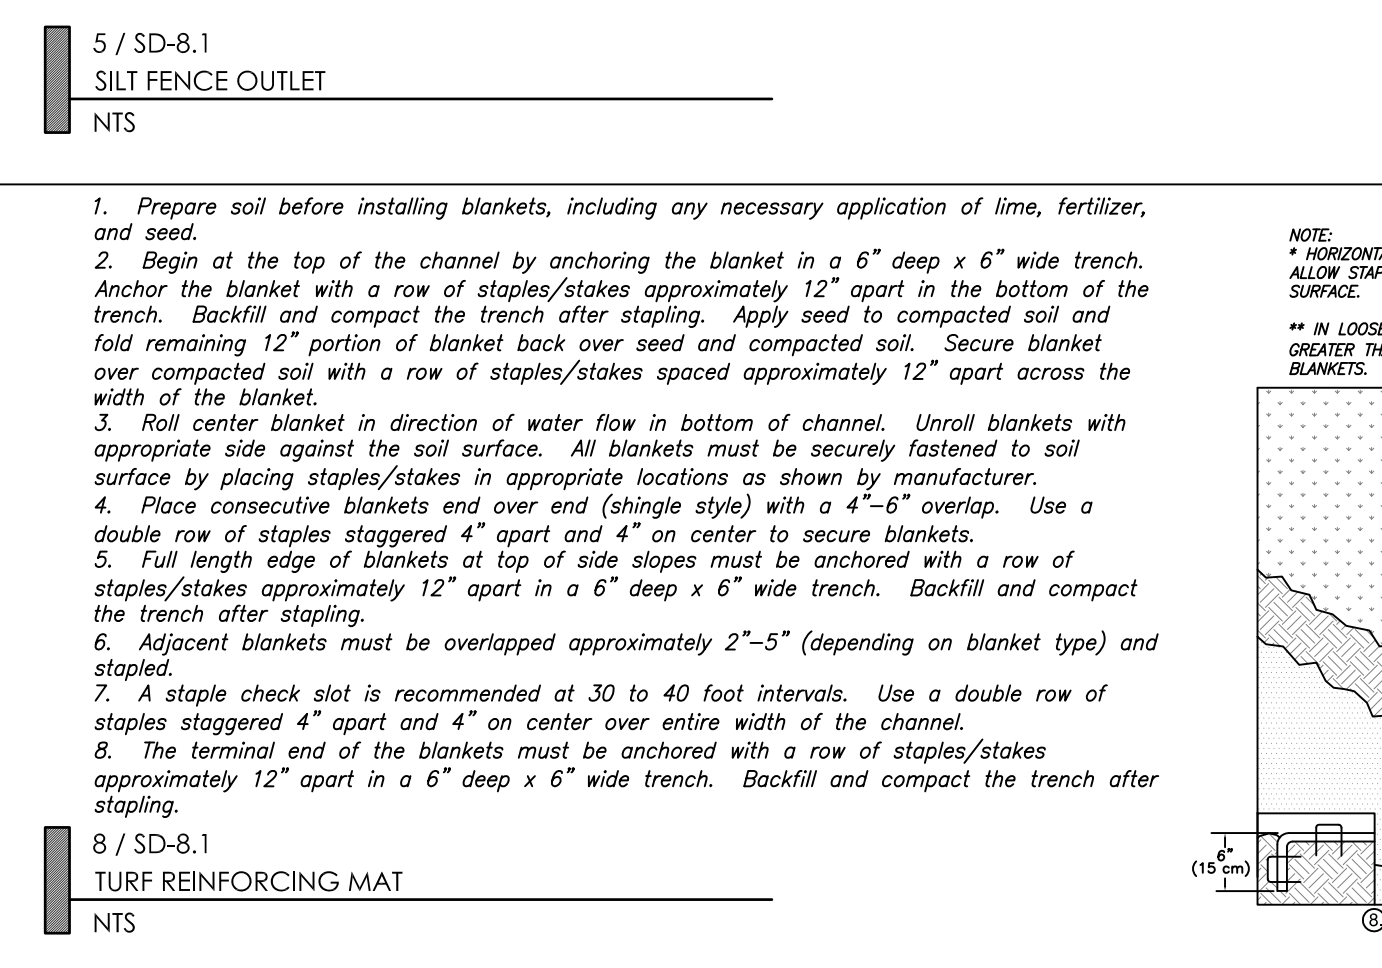 5 / SD-8.1
SILT FENCE OUTLET
NTS
1. Prepare soil before installing blankets, including any necessary application of lime, fertilizer,
and seed.
2. Begin at the top of the channel by anchoring the blanket in a 6" deep x 6" wide trench.
Anchor the blanket with a row of staples/stakes approximately 12" apart in the bottom of the
trench. Backfill and compact the trench after stapling. Apply seed to compacted soil and
fold remaining 12" portion of blanket back over seed and compacted soil. Secure blanket
over compacted soil with a row of staples/stakes spaced approximately 12" apart across the
width of the blanket.
3. Roll center blanket in direction of water flow in bottom of channel. Unroll blankets with
appropriate side against the soil surface. All blankets must be securely fastened to soil
surface by placing staples/stakes in appropriate locations as shown by manufacturer.
4. Place consecutive blankets end over end (shingle style) with a 4"-6" overlap. Use a
double row of staples staggered 4" apart and 4" on center to secure blankets.
5. Full length edge of blankets at top of side slopes must be anchored with a row of
staples/stakes approximately 12" apart in a 6" deep x 6" wide trench. Backfill and compact
the trench after stapling.
6. Adjacent blankets must be overlapped approximately 2"-5" (depending on blanket type) and
stapled.
7. A staple check slot is recommended at 30 to 40 foot intervals. Use a double row of
staples staggered 4" apart and 4" on center over entire width of the channel.
8. The terminal end of the blankets must be anchored with a row of staples/stakes
approximately 12" apart in a 6" deep x 6" wide trench. Backfill and compact the trench after
stapling.
8 / SD-8.1
TURF REINFORCING MAT
NTS
NOTE:
* HORIZONTA
ALLOW STAP
SURFACE.
** IN LOOSE
GREATER TH
BLANKETS.
6"
(15 cm)
8